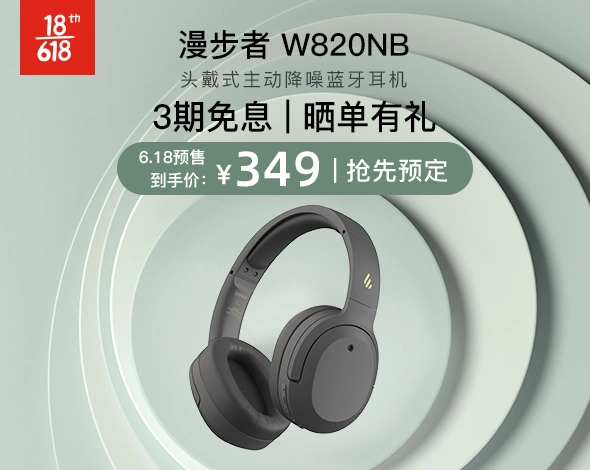 18th
618
漫步者 W820NB
头戴式主动降噪蓝牙耳机
3期免息 | 晒单有礼
6.18预售
到手价: ¥349 | 抢先预定